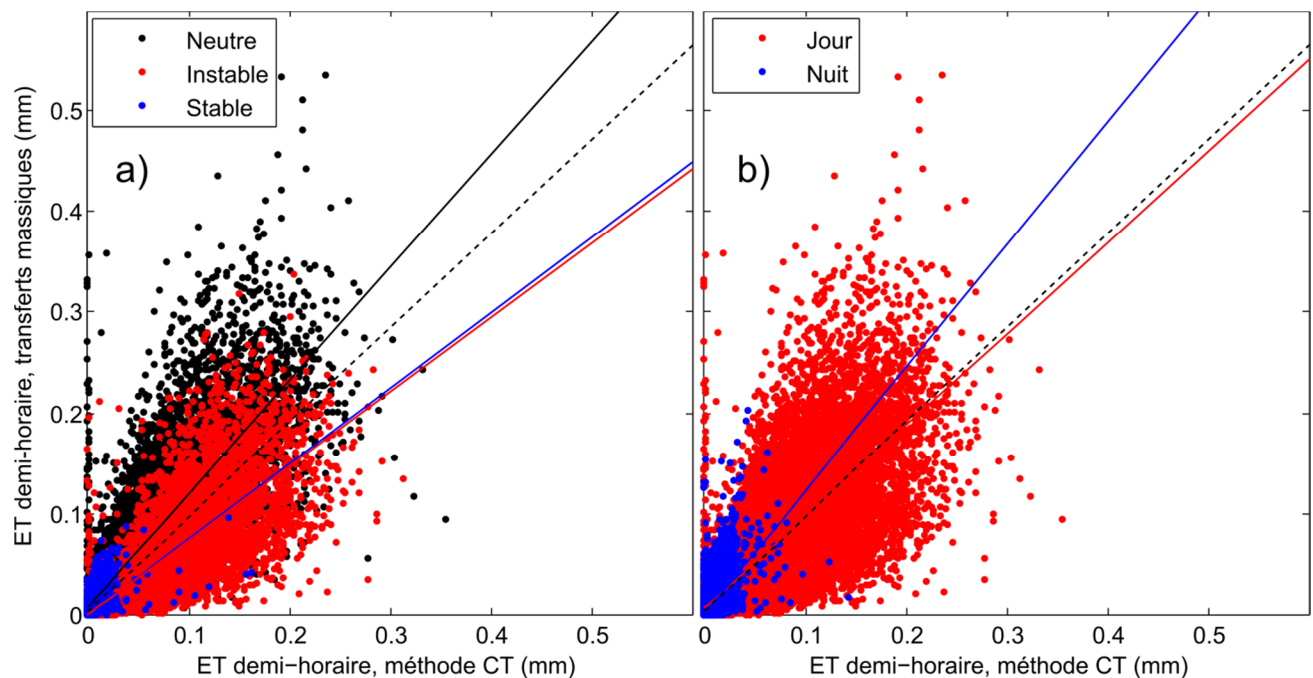 Neutre
Instable
Stable
a)
0.5
0.4
0.3
0.2
0.1
0
0
0.1
0.2
0.3
0.4
0.5
ET demi-horaire, transferts massiques (mm)
ET demi−horaire, méthode CT (mm)
Jour
Nuit
b)
0
0.1
0.2
0.3
0.4
0.5
ET demi−horaire, méthode CT (mm)